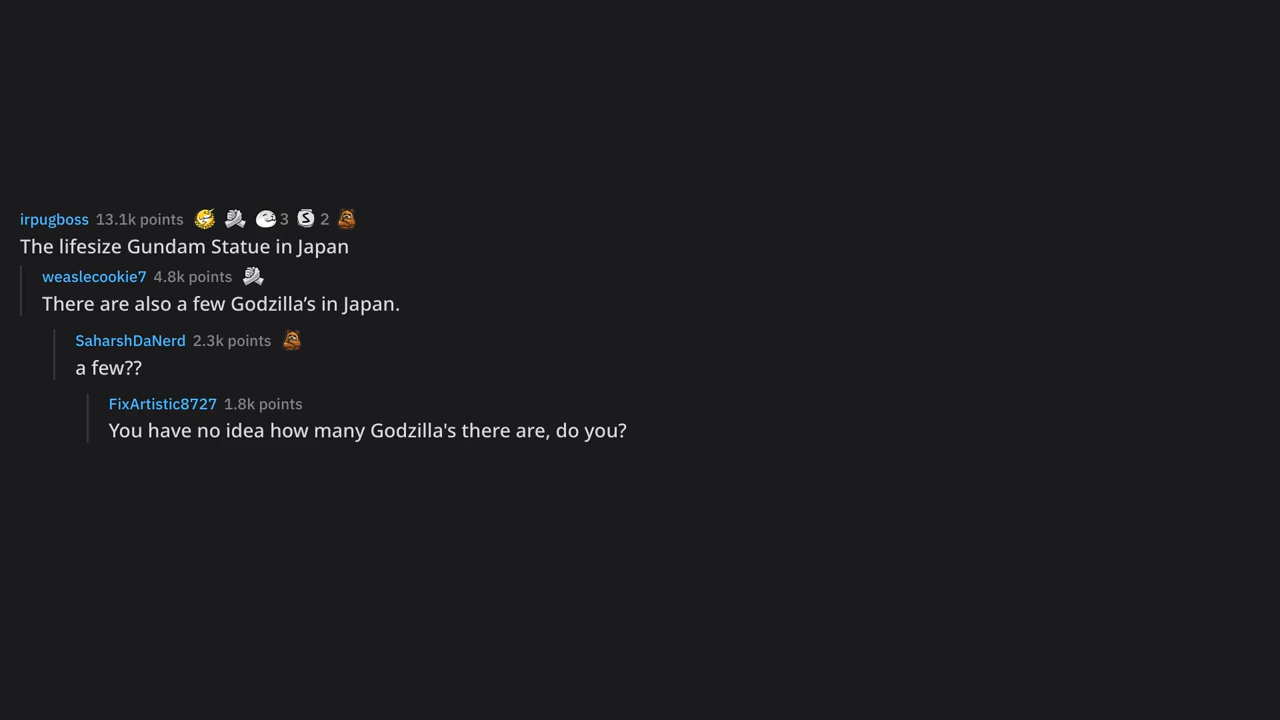 irpugboss 13.1k points 3 2
The lifesize Gundam Statue in Japan
weaslecookie7 4.8k points
There are also a few Godzilla’s in Japan.
SaharshDaNerd 2.3k points
a few??
FixArtistic8727 1.8k points
You have no idea how many Godzilla's there are, do you?